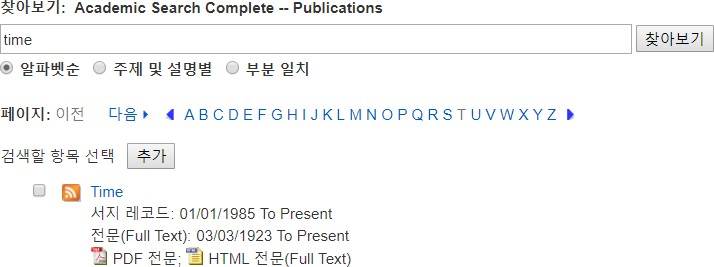 찾아보기: Academic Search Complete -- Publications
time 찾아보기
알파벳순 주제 및 설명별 부분 일치
페이지: 이전 다음 A B C D E F G H I J K L M N O P Q R S T U V W X Y Z
검색할 항목 선택 추가
Time
서지 레코드: 01/01/1985 To Present
전문(Full Text): 03/03/1923 To Present
PDF 전문; HTML 전문(Full Text)